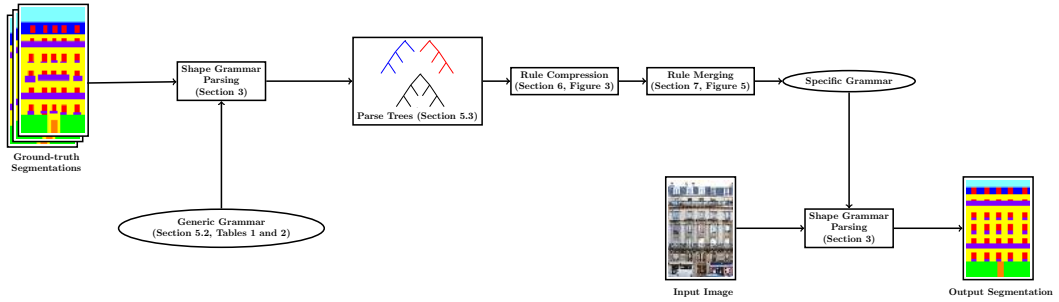 Ground-truth
Segmentations
Shape Grammar
Parsing
(Section 3)
Generic Grammar
(Section 5.2, Tables 1 and 2)
Parse Trees (Section 5.3)
Rule Compression
(Section 6, Figure 3)
Rule Merging
(Section 7, Figure 5)
Specific Grammar
Input Image
Shape Grammar
Parsing
(Section 3)
Output Segmentation